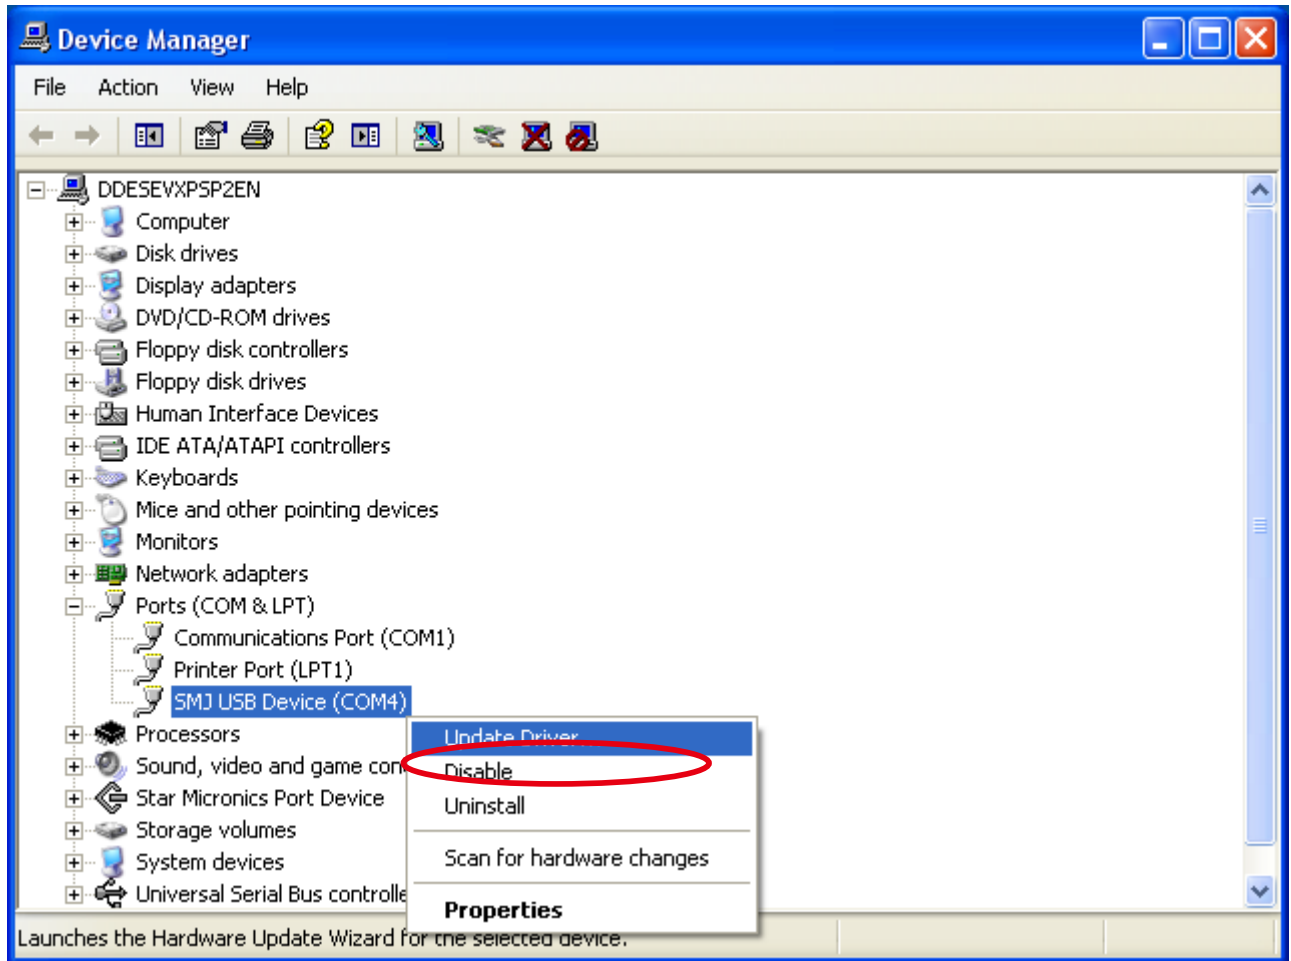 Device Manager
File Action View Help
DDESEVXPSP2EN
Computer
Disk drives
Display adapters
DVD/CD-ROM drives
Floppy disk controllers
Floppy disk drives
Human Interface Devices
IDE ATA/ATAPI controllers
Keyboards
Mice and other pointing devices
Monitors
Network adapters
Ports (COM & LPT)
Communications Port (COM1)
Printer Port (LPT1)
SMJ USB Device (COM4)
Processors
Update Driver...
Sound, video and game con
Disable
Star Micronics Port Device
Uninstall
Storage volumes
System devices
Scan for hardware changes
Universal Serial Bus controlle
Properties
Launches the Hardware Update Wizard for the selected device.